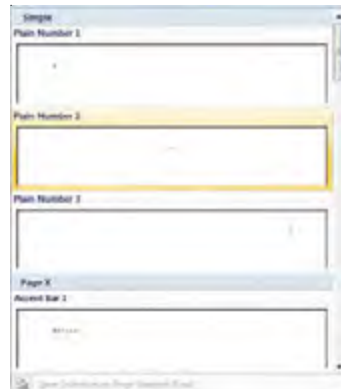 Simple
Plain Number 1
Plain Number 2
Plain Number 3
Page X
Accent Bar 1